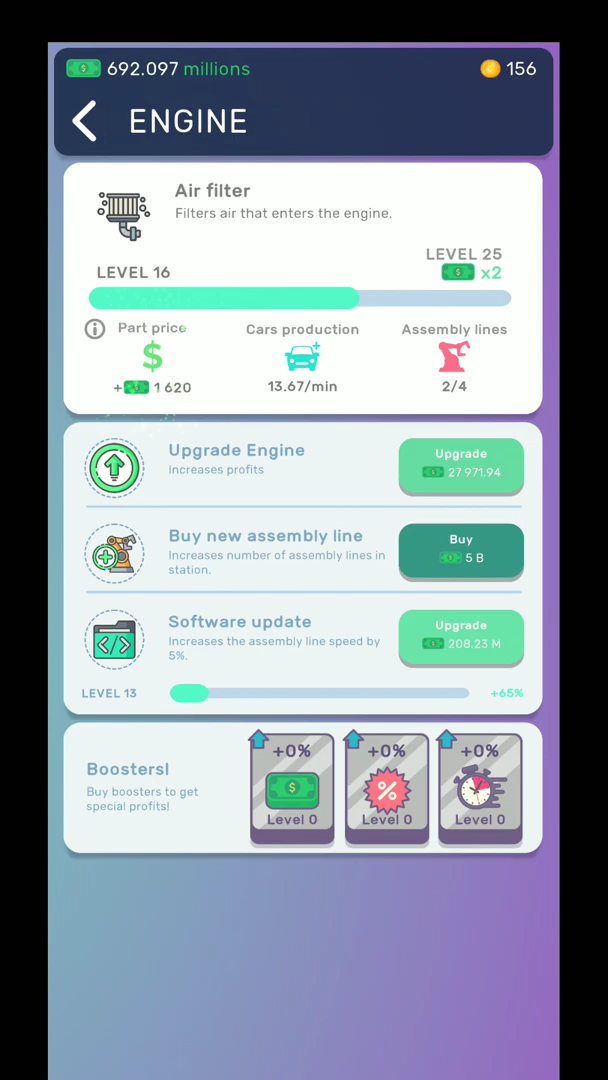 692.097 millions
156
ENGINE
Air filter
Filters air that enters the engine.
LEVEL 25
x2
LEVEL 16
Part price
Cars production
Assembly lines
+ 1 620
13.67/min
2/4
Upgrade Engine
Increases profits
Upgrade
27 971.94
Buy new assembly line
Increases number of assembly lines in
station.
Buy
5 B
Software update
Increases the assembly line speed by
5%.
Upgrade
208.23 M
LEVEL 13
+65%
Boosters!
Buy boosters to get
special profits!
+0%
Level 0
+0%
Level 0
+0%
Level 0